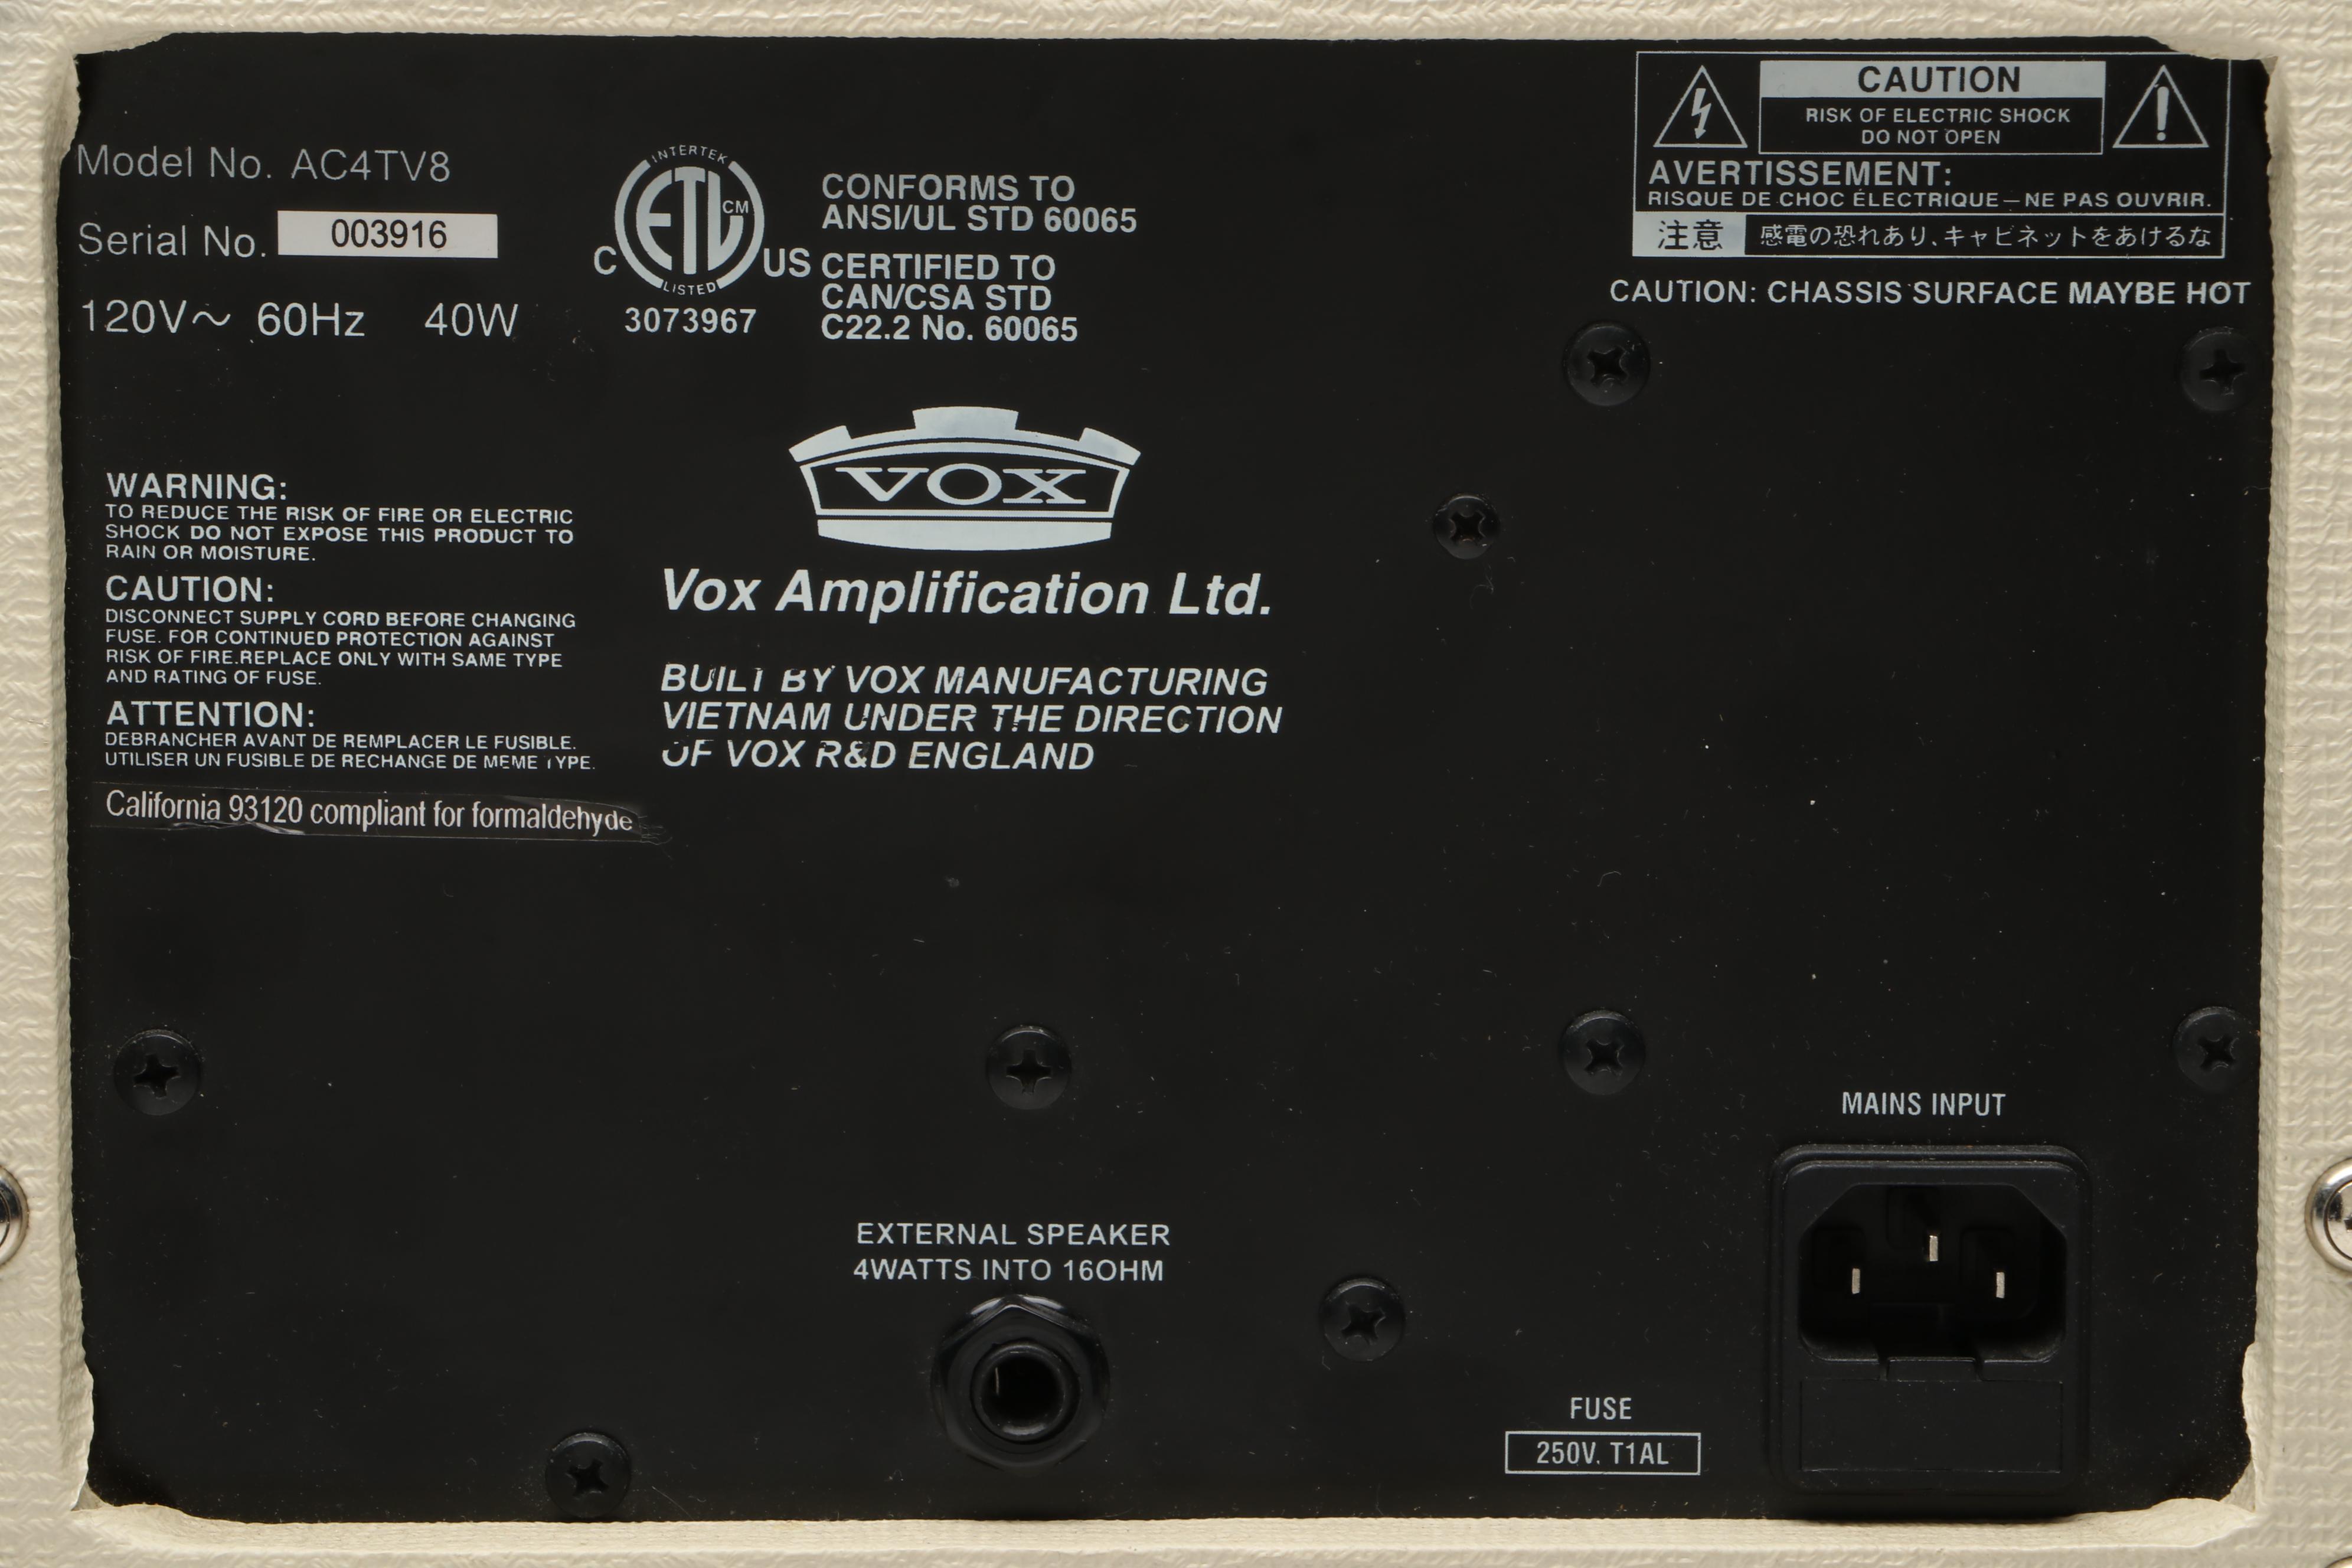 Model No. AC4TV8
Serial No. 003916
120V~ 60Hz 40W
INTERTEK
ETL CM
C US
LISTED
3073967
CONFORMS TO
ANSI/UL STD 60065
CERTIFIED TO
CAN/CSA STD
C22.2 No. 60065
CAUTION
RISK OF ELECTRIC SHOCK
DO NOT OPEN
AVERTISSEMENT:
RISQUE DE CHOC ÉLECTRIQUE—NE PAS OUVRIR.
注意 感電の恐れあり、キャビネットをあけるな
CAUTION: CHASSIS SURFACE MAYBE HOT
WARNING:
TO REDUCE THE RISK OF FIRE OR ELECTRIC
SHOCK DO NOT EXPOSE THIS PRODUCT TO
RAIN OR MOISTURE.
CAUTION:
DISCONNECT SUPPLY CORD BEFORE CHANGING
FUSE. FOR CONTINUED PROTECTION AGAINST
RISK OF FIRE.REPLACE ONLY WITH SAME TYPE
AND RATING OF FUSE.
ATTENTION:
DEBRANCHER AVANT DE REMPLACER LE FUSIBLE.
UTILISER UN FUSIBLE DE RECHANGE DE MEME TYPE.
California 93120 compliant for formaldehyde
VOX
Vox Amplification Ltd.
BUILT BY VOX MANUFACTURING
VIETNAM UNDER THE DIRECTION
OF VOX R&D ENGLAND
MAINS INPUT
EXTERNAL SPEAKER
4WATTS INTO 16OHM
FUSE
250V. T1AL